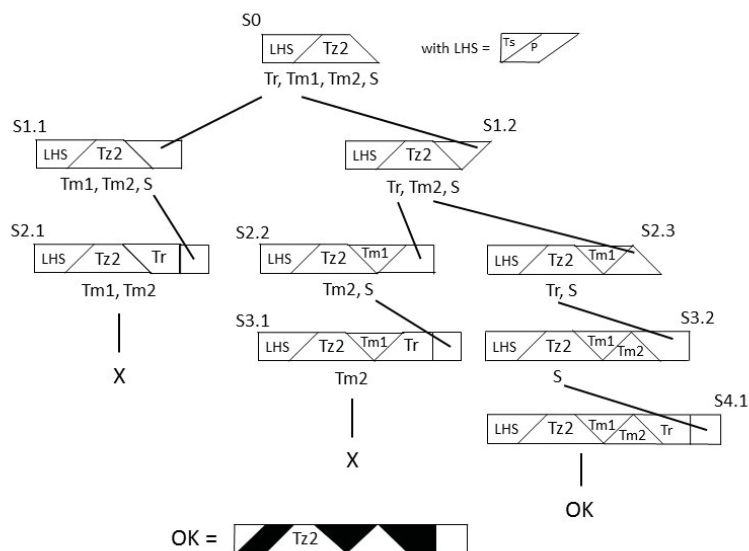 S0
LHS Tz2
with LHS = Ts P
Tr, Tm1, Tm2, S
S1.1
S1.2
LHS Tz2
LHS Tz2
Tm1, Tm2, S
Tr, Tm2, S
S2.1
S2.2
S2.3
LHS Tz2 Tr
LHS Tz2 Tm1
LHS Tz2 Tm1
Tm1, Tm2
Tm2, S
Tr, S
S3.1
S3.2
LHS Tz2 Tm1 Tr
LHS Tz2 Tm1 Tm2
X
Tm2
S
S4.1
LHS Tz2 Tm1 Tm2 Tr
X
OK
OK = Tz2